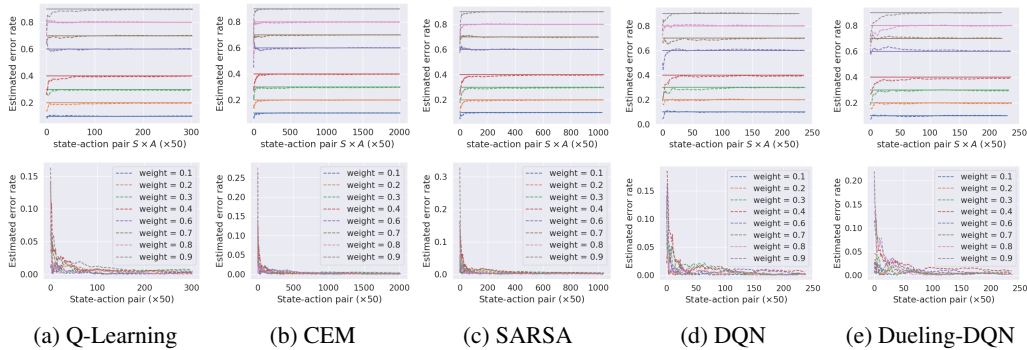 Estimated error rate
0.8
0.6
0.4
0.2
0 100 200 300
state-action pair S × A (×50)
Estimated error rate
0.8
0.6
0.4
0.2
0 500 1000 1500 2000
state-action pair S × A (×50)
Estimated error rate
0.8
0.6
0.4
0.2
0 200 400 600 800 1000
state-action pair S × A (×50)
Estimated error rate
0.8
0.6
0.4
0.2
0.0
0 50 100 150 200 250
state-action pair S × A (×50)
Estimated error rate
0.8
0.6
0.4
0.2
0 50 100 150 200 250
state-action pair S × A (×50)
Estimated error rate
0.15
0.10
0.05
0.00
weight = 0.1
weight = 0.2
weight = 0.3
weight = 0.4
weight = 0.6
weight = 0.7
weight = 0.8
weight = 0.9
0 100 200 300
State-action pair (×50)
Estimated error rate
0.25
0.20
0.15
0.10
0.05
0.00
weight = 0.1
weight = 0.2
weight = 0.3
weight = 0.4
weight = 0.6
weight = 0.7
weight = 0.8
weight = 0.9
0 500 1000 1500 2000
State-action pair (×50)
Estimated error rate
0.3
0.2
0.1
0.0
weight = 0.1
weight = 0.2
weight = 0.3
weight = 0.4
weight = 0.6
weight = 0.7
weight = 0.8
weight = 0.9
0 200 400 600 800 1000
State-action pair (×50)
Estimated error rate
0.15
0.10
0.05
0.00
weight = 0.1
weight = 0.2
weight = 0.3
weight = 0.4
weight = 0.6
weight = 0.7
weight = 0.8
weight = 0.9
0 50 100 150 200 250
State-action pair (×50)
Estimated error rate
0.20
0.15
0.10
0.05
0.00
weight = 0.1
weight = 0.2
weight = 0.3
weight = 0.4
weight = 0.6
weight = 0.7
weight = 0.8
weight = 0.9
0 50 100 150 200 250
State-action pair (×50)
(a) Q-Learning
(b) CEM
(c) SARSA
(d) DQN
(e) Dueling-DQN